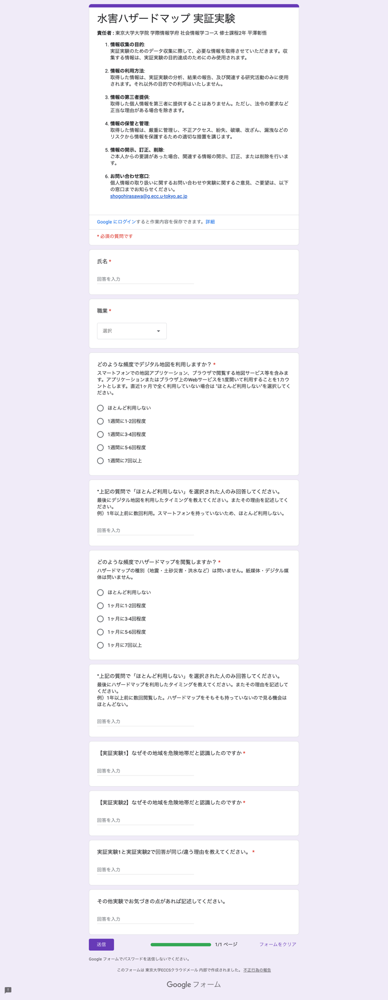 水害ハザードマップ 実証実験
責任者 : 東京大学大学院 学際情報学府 社会情報学コース 修士課程2年 平澤彰悟
1. 情報収集の目的:
実証実験のためのデータ収集に際して、必要な情報を取得させていただきます。収
集する情報は、実証実験の目的達成のためにのみ使用されます。
2. 情報の利用方法:
取得した情報は、実証実験の分析、結果の報告、及び関連する研究活動のみに使用
されます。それ以外の目的での利用はいたしません。
3. 情報の第三者提供:
取得した個人情報を第三者に提供することはありません。ただし、法令の要求など
正当な理由がある場合を除きます。
4. 情報の保管と管理:
取得した情報は、厳重に管理し、不正アクセス、紛失、破壊、改ざん、漏洩などの
リスクから情報を保護するための適切な措置を講じます。
5. 情報の開示、訂正、削除:
ご本人からの要請があった場合、関連する情報の開示、訂正、または削除を行いま
す。
6. お問い合わせ窓口:
個人情報の取り扱いに関するお問い合わせや実験に関するご意見、ご要望は、以下
の窓口までお知らせください。
shogohirasawa@g.ecc.u-tokyo.ac.jp
Google にログインすると作業内容を保存できます。詳細
* 必須の質問です
氏名 *
回答を入力
職業 *
選択
どのような頻度でデジタル地図を利用しますか？ *
スマートフォンでの地図アプリケーション、ブラウザで閲覧する地図サービス等を含みま
す。アプリケーションまたはブラウザ上のWebサービスを1度開いて利用することを1カウ
ントとします。直近1ヶ月で全く利用していない場合は "ほとんど利用しない"を選択してく
ださい。
ほとんど利用しない
1週間に1-2回程度
1週間に3-4回程度
1週間に5-6回程度
1週間に7回以上
*上記の質問で「ほとんど利用しない」を選択された人のみ回答してください。
最後にデジタル地図を利用したタイミングを教えてください。またその理由を記述してく
ださい。
例）1年以上前に数回利用。スマートフォンを持っていないため、ほとんど利用しない。
回答を入力
どのような頻度でハザードマップを閲覧しますか？ *
ハザードマップの種別（地震・土砂災害・洪水など）は問いません。紙媒体・デジタル媒
体は問いません。
ほとんど利用しない
1ヶ月に1-2回程度
1ヶ月に3-4回程度
1ヶ月に5-6回程度
1ヶ月に7回以上
*上記の質問で「ほとんど利用しない」を選択された人のみ回答してください。
最後にハザードマップを利用したタイミングを教えてください。またその理由を記述して
ください。
例）1年以上前に数回閲覧した。ハザードマップをそもそも持っていないので見る機会は
ほとんどない。
回答を入力
【実証実験1】なぜその地域を危険地帯だと認識したのですか *
回答を入力
【実証実験2】なぜその地域を危険地帯だと認識したのですか *
回答を入力
実証実験1と実証実験2で回答が同じ/違う理由を教えてください。 *
回答を入力
その他実験でお気づきの点があれば記述してください。
回答を入力
送信
1/1 ページ
フォームをクリア
Google フォームでパスワードを送信しないでください。
このフォームは 東京大学ECCSクラウドメール 内部で作成されました。 不正行為の報告
Google フォーム